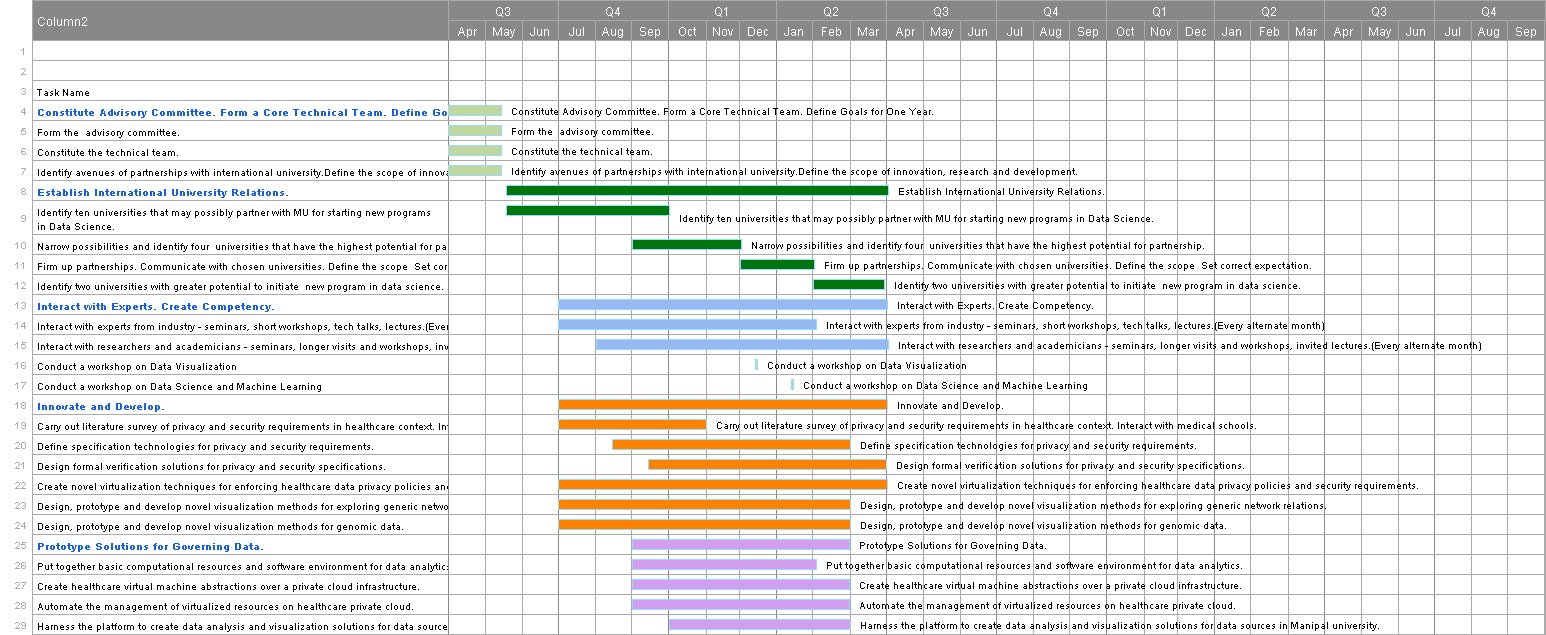 Column2 Q3 Q4 Q1 Q2 Q3 Q4 Q1 Q2 Q3 Q4
Apr May Jun Jul Aug Sep Oct Nov Dec Jan Feb Mar Apr May Jun Jul Aug Sep Oct Nov Dec Jan Feb Mar Apr May Jun Jul Aug Sep
1
2
3 Task Name
4 Constitute Advisory Committee. Form a Core Technical Team. Define Go Constitute Advisory Committee. Form a Core Technical Team. Define Goals for One Year.
5 Form the advisory committee. Form the advisory committee.
6 Constitute the technical team. Constitute the technical team.
7 Identify avenues of partnerships with international university.Define the scope of innova Identify avenues of partnerships with international university.Define the scope of innovation, research and development.
8 Establish International University Relations. Establish International University Relations.
9 Identify ten universities that may possibly partner with MU for starting new programs Identify ten universities that may possibly partner with MU for starting new programs in Data Science.
in Data Science.
10 Narrow possibilities and identify four universities that have the highest potential for pa Narrow possibilities and identify four universities that have the highest potential for partnership.
11 Firm up partnerships. Communicate with chosen universities. Define the scope Set cor Firm up partnerships. Communicate with chosen universities. Define the scope Set correct expectation.
12 Identify two universities with greater potential to initiate new program in data science. Identify two universities with greater potential to initiate new program in data science.
13 Interact with Experts. Create Competency. Interact with Experts. Create Competency.
14 Interact with experts from industry - seminars, short workshops, tech talks, lectures.(Ever Interact with experts from industry - seminars, short workshops, tech talks, lectures.(Every alternate month)
15 Interact with researchers and academicians - seminars, longer visits and workshops, inv Interact with researchers and academicians - seminars, longer visits and workshops, invited lectures.(Every alternate month)
16 Conduct a workshop on Data Visualization Conduct a workshop on Data Visualization
17 Conduct a workshop on Data Science and Machine Learning Conduct a workshop on Data Science and Machine Learning
18 Innovate and Develop. Innovate and Develop.
19 Carry out literature survey of privacy and security requirements in healthcare context. In Carry out literature survey of privacy and security requirements in healthcare context. Interact with medical schools.
20 Define specification technologies for privacy and security requirements. Define specification technologies for privacy and security requirements.
21 Design formal verification solutions for privacy and security specifications. Design formal verification solutions for privacy and security specifications.
22 Create novel virtualization techniques for enforcing healthcare data privacy policies and Create novel virtualization techniques for enforcing healthcare data privacy policies and security requirements.
23 Design, prototype and develop novel visualization methods for exploring generic netwo Design, prototype and develop novel visualization methods for exploring generic network relations.
24 Design, prototype and develop novel visualization methods for genomic data. Design, prototype and develop novel visualization methods for genomic data.
25 Prototype Solutions for Governing Data. Prototype Solutions for Governing Data.
26 Put together basic computational resources and software environment for data analytics Put together basic computational resources and software environment for data analytics.
27 Create healthcare virtual machine abstractions over a private cloud infrastructure. Create healthcare virtual machine abstractions over a private cloud infrastructure.
28 Automate the management of virtualized resources on healthcare private cloud. Automate the management of virtualized resources on healthcare private cloud.
29 Harness the platform to create data analysis and visualization solutions for data source Harness the platform to create data analysis and visualization solutions for data sources in Manipal university.